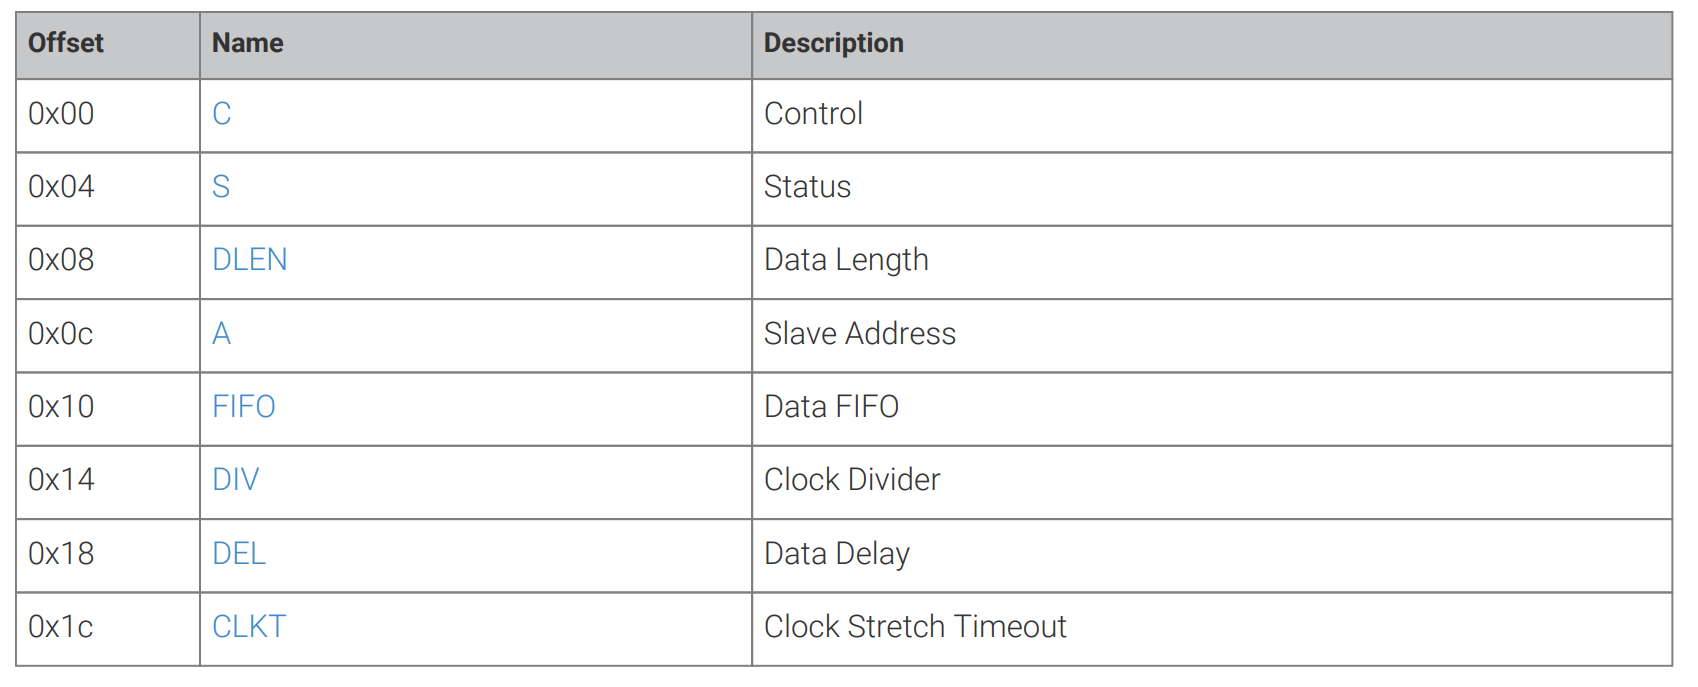 Offset Name Description
0x00 C Control
0x04 S Status
0x08 DLEN Data Length
0x0c A Slave Address
0x10 FIFO Data FIFO
0x14 DIV Clock Divider
0x18 DEL Data Delay
0x1c CLKT Clock Stretch Timeout